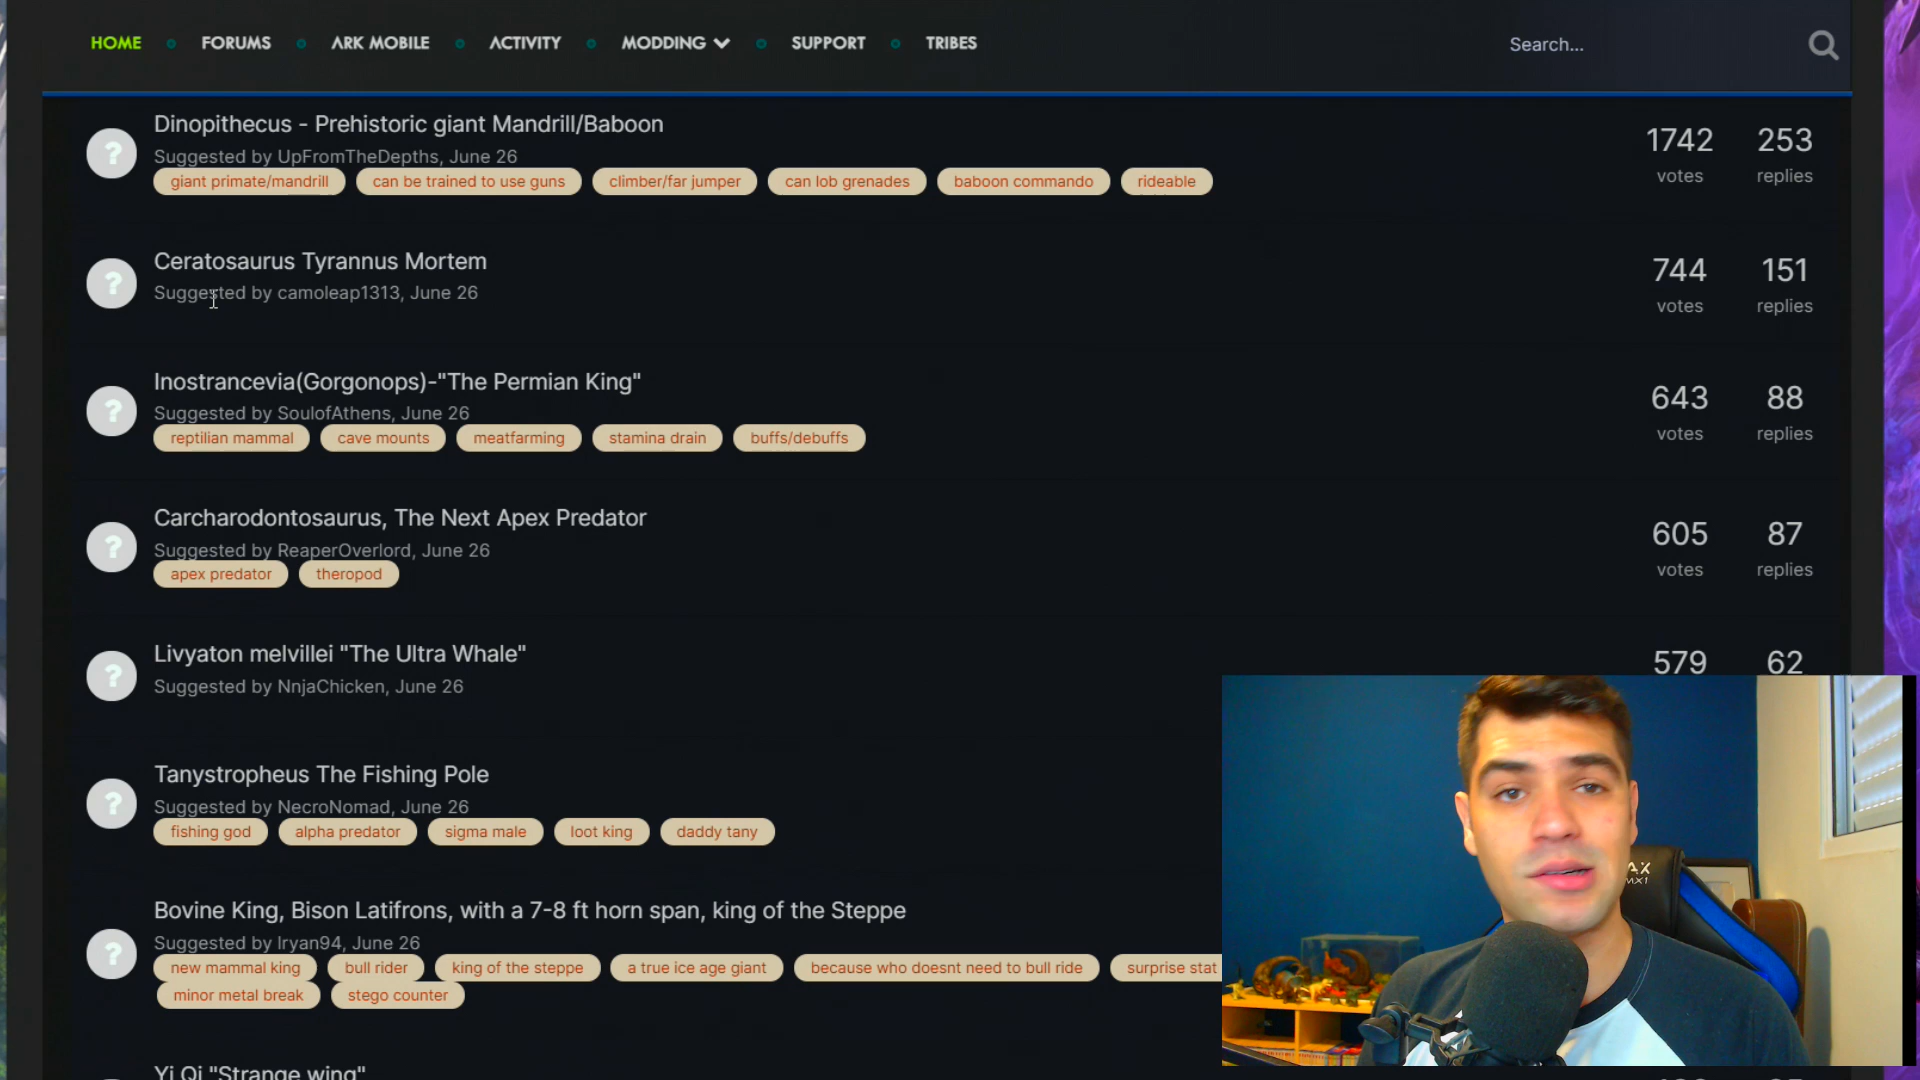 HOME FORUMS ARK MOBILE ACTIVITY MODDING SUPPORT TRIBES Search...
Dinopithecus - Prehistoric giant Mandrill/Baboon
Suggested by UpFromTheDepths, June 26
giant primate/mandrill can be trained to use guns climber/far jumper can lob grenades baboon commando rideable
1742 253
votes replies
Ceratosaurus Tyrannus Mortem
Suggested by camoleap1313, June 26
744 151
votes replies
Inostrancevia(Gorgonops)-"The Permian King"
Suggested by SoulofAthens, June 26
reptilian mammal cave mounts meatfarming stamina drain buffs/debuffs
643 88
votes replies
Carcharodontosaurus, The Next Apex Predator
Suggested by ReaperOverlord, June 26
apex predator theropod
605 87
votes replies
Livyaton melvillei "The Ultra Whale"
Suggested by NnjaChicken, June 26
579 62
Tanystropheus The Fishing Pole
Suggested by NecroNomad, June 26
fishing god alpha predator sigma male loot king daddy tany
Bovine King, Bison Latifrons, with a 7-8 ft horn span, king of the Steppe
Suggested by Iryan94, June 26
new mammal king bull rider king of the steppe a true ice age giant because who doesnt need to bull ride surprise stat
minor metal break stego counter
Yi Qi "Strange wing"
MX1